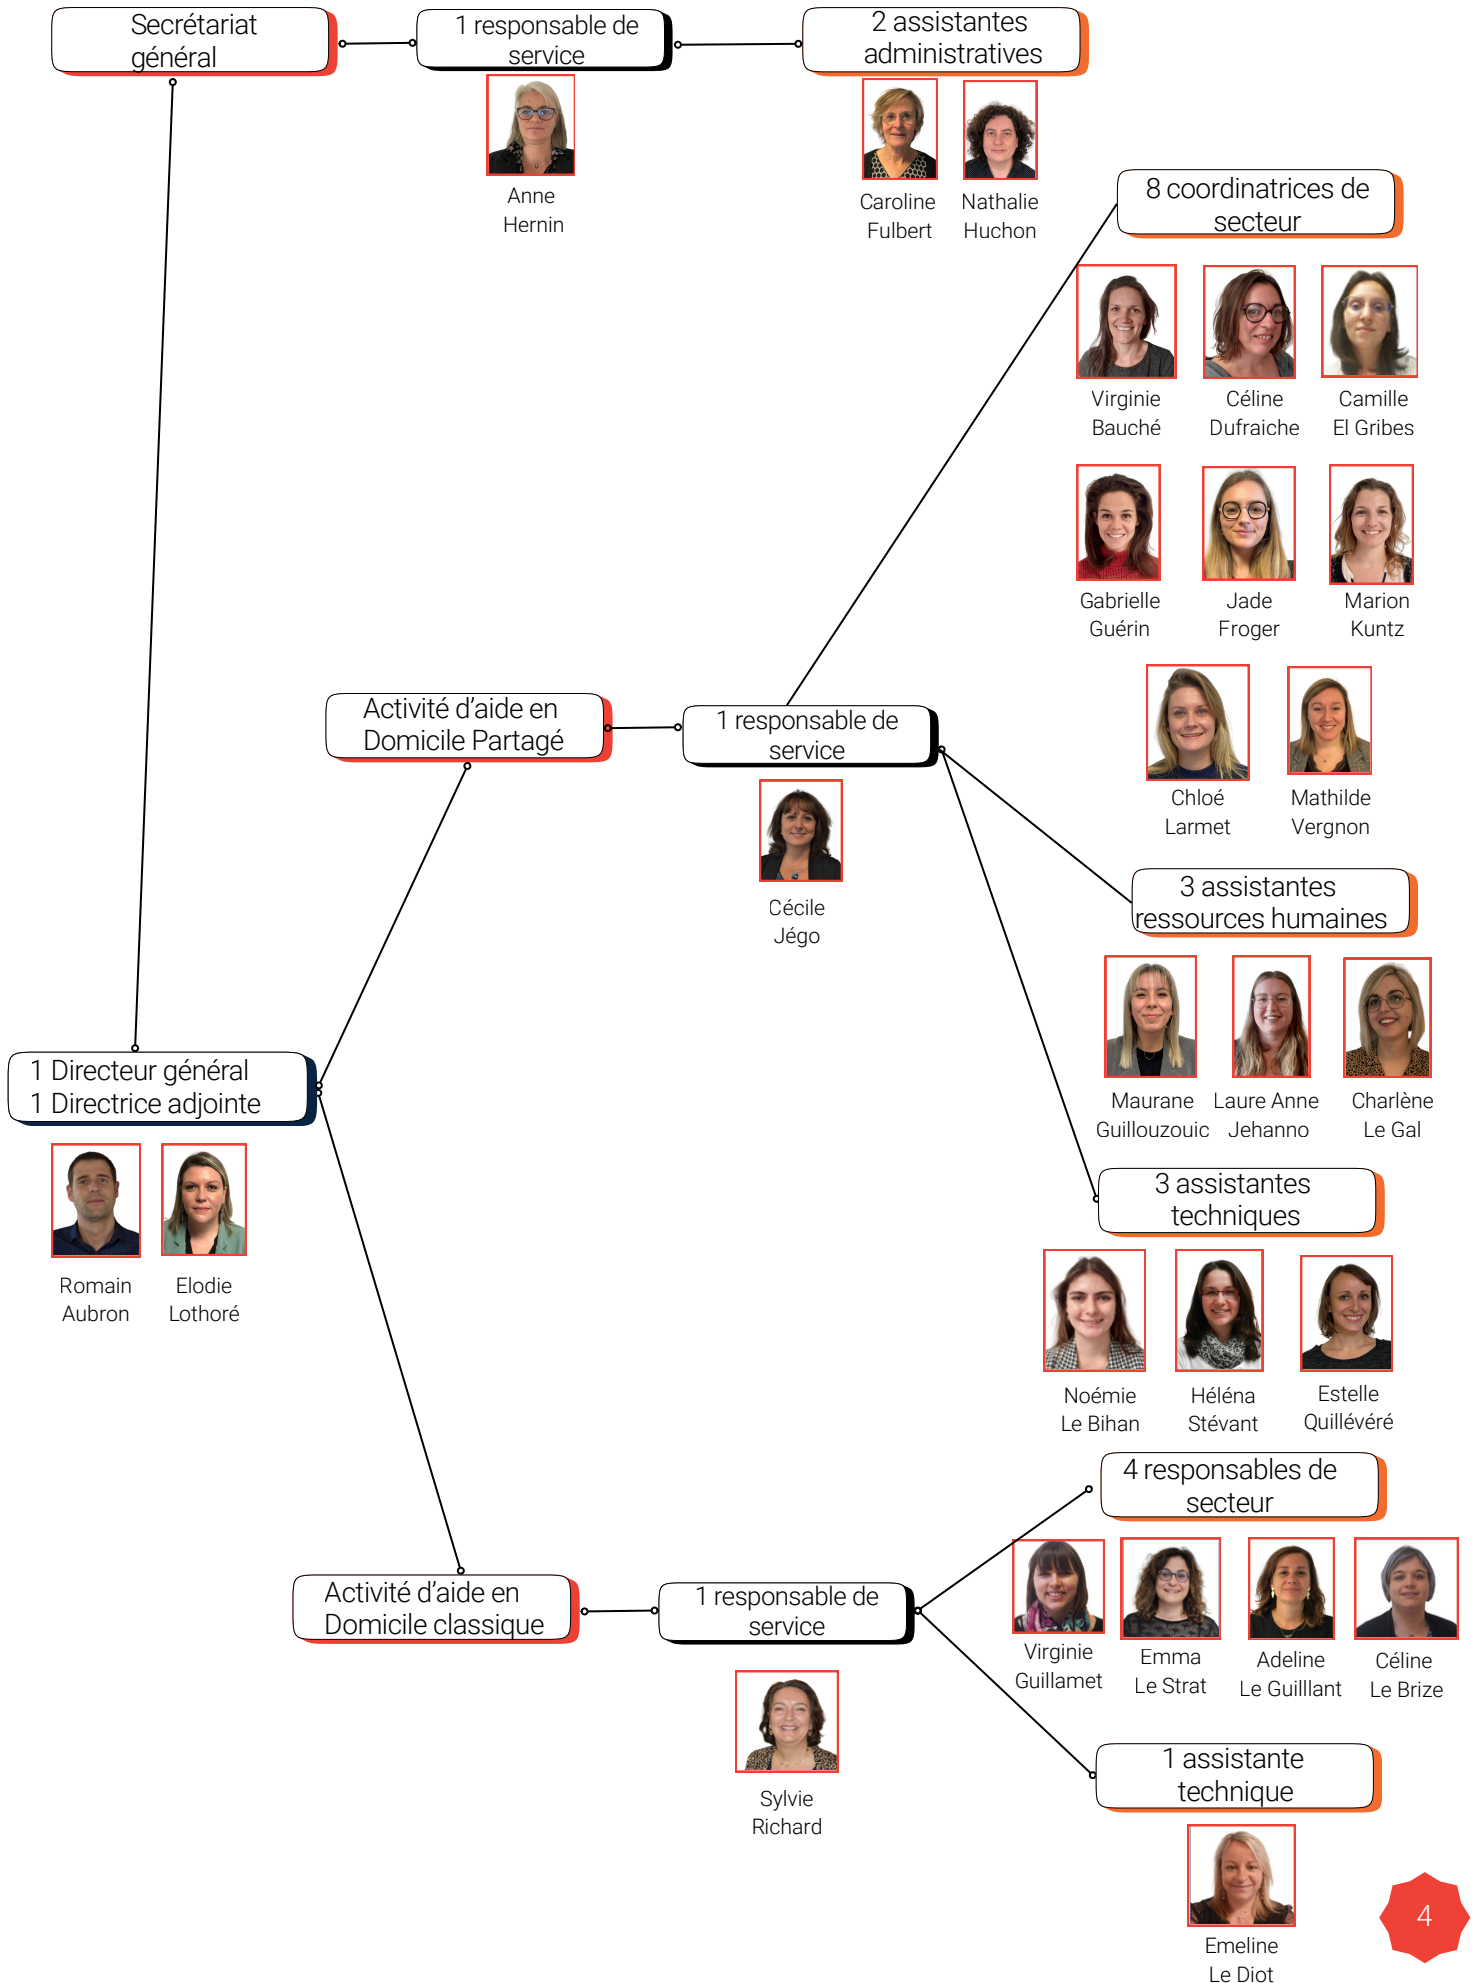 Secrétariat
général
1 responsable de
service
2 assistantes
administratives
Anne
Hernin
Caroline
Fulbert
Nathalie
Huchon
8 coordinatrices de
secteur
Virginie
Bauché
Céline
Dufraiche
Camille
El Gribes
Gabrielle
Guérin
Jade
Froger
Marion
Kuntz
Chloé
Larmet
Mathilde
Vergnon
Activité d'aide en
Domicile Partagé
1 responsable de
service
Cécile
Jégo
3 assistantes
ressources humaines
Maurane
Guillouzouic
Laure Anne
Jehanno
Charlène
Le Gal
1 Directeur général
1 Directrice adjointe
Romain
Aubron
Elodie
Lothoré
3 assistantes
techniques
Noémie
Le Bihan
Héléna
Stévant
Estelle
Quillévéré
4 responsables de
secteur
Virginie
Guillamet
Emma
Le Strat
Adeline
Le Guilllant
Céline
Le Brize
Activité d'aide en
Domicile classique
1 responsable de
service
Sylvie
Richard
1 assistante
technique
Emeline
Le Diot
4